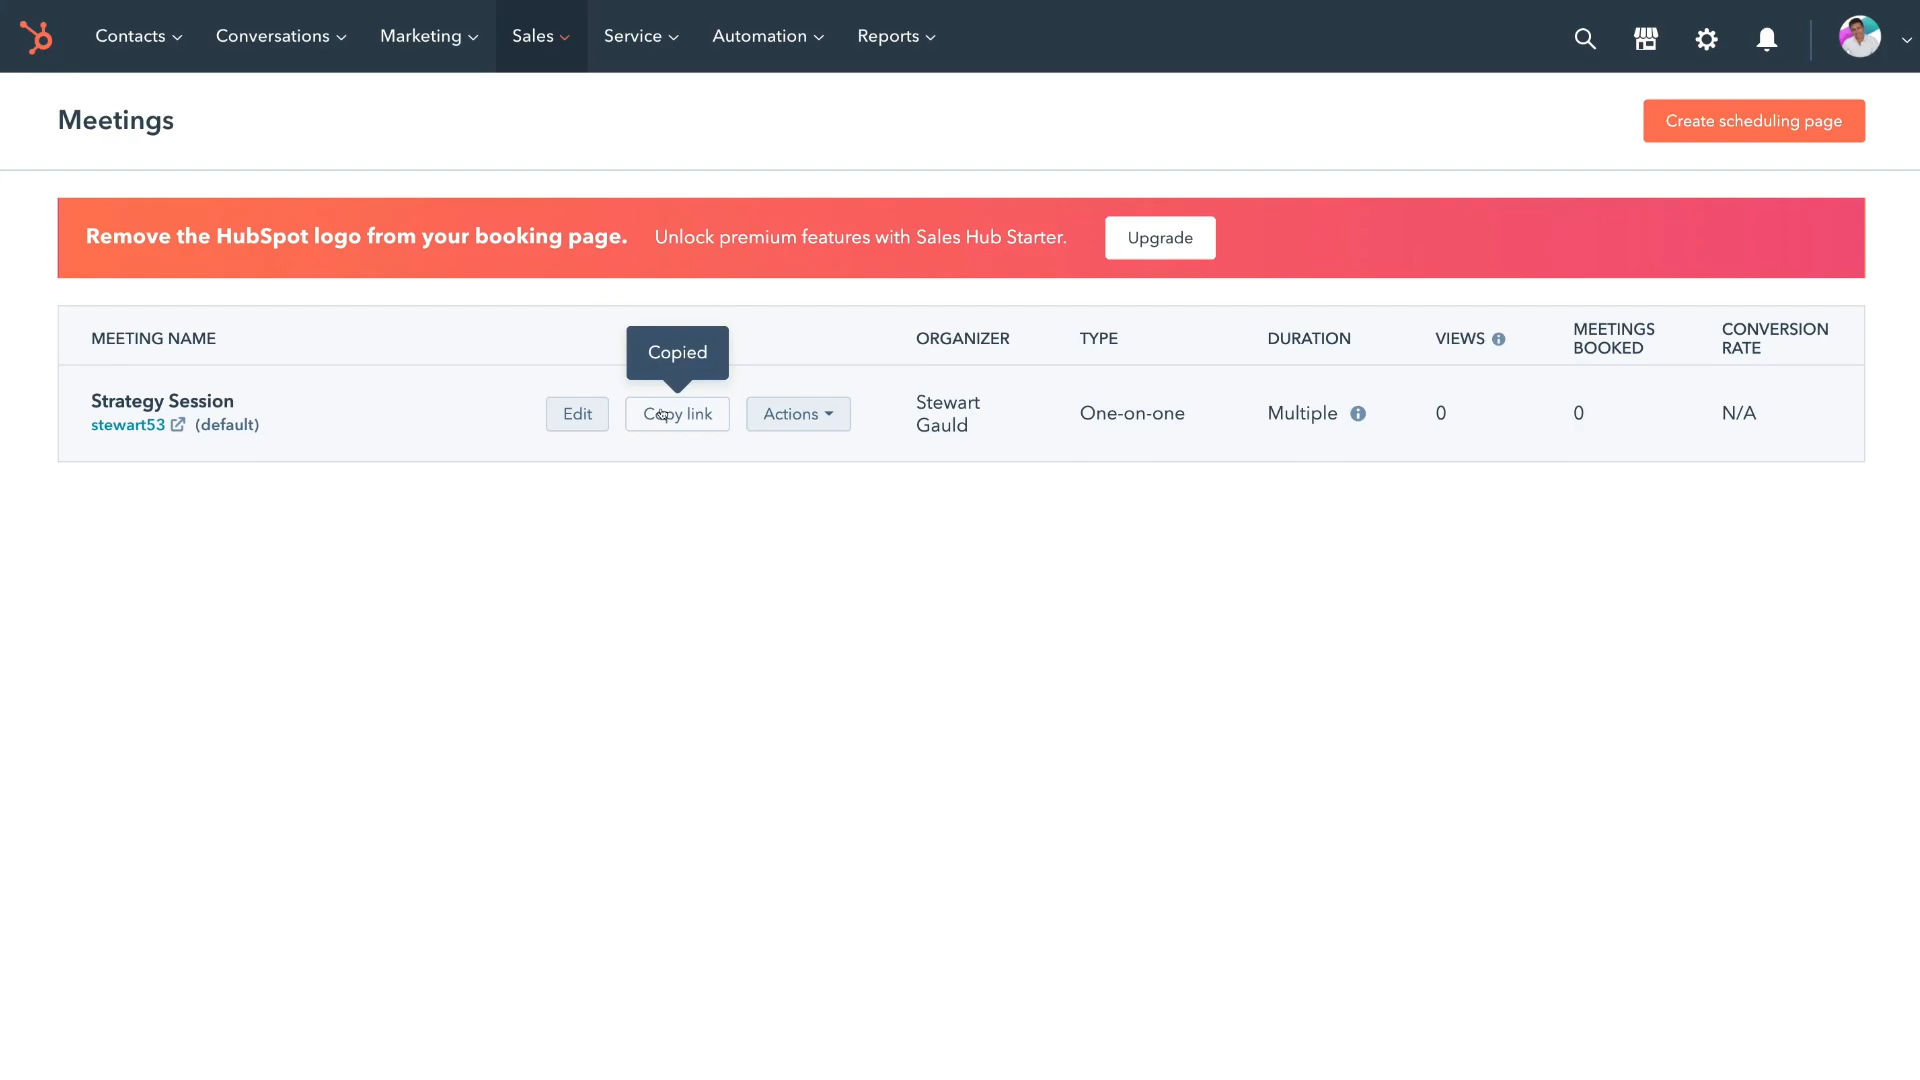 Contacts Conversations Marketing Sales Service Automation Reports
Meetings
Create scheduling page
Remove the HubSpot logo from your booking page. Unlock premium features with Sales Hub Starter. Upgrade
MEETING NAME ORGANIZER TYPE DURATION VIEWS MEETINGS BOOKED CONVERSION RATE
Copied
Strategy Session
stewart53 (default)
Edit Copy link Actions
Stewart
Gauld
One-on-one Multiple 0 0 N/A